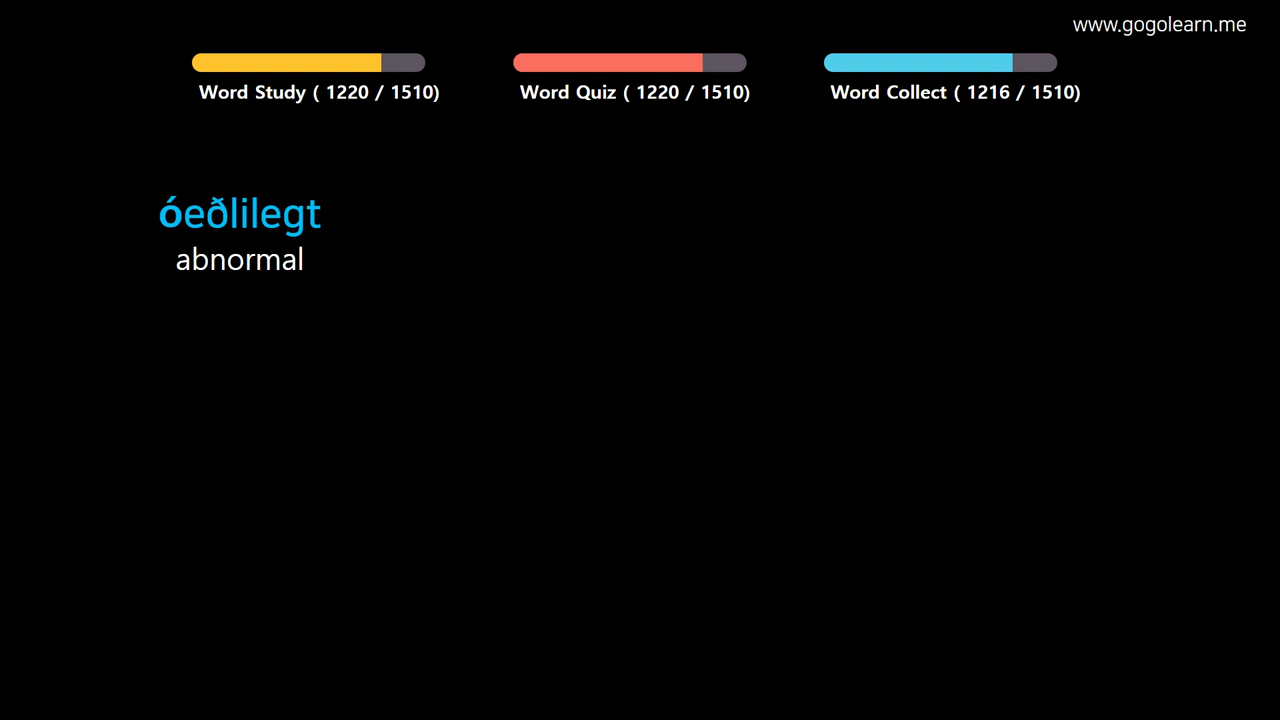 www.gogolearn.me
Word Study ( 1220 / 1510)
Word Quiz ( 1220 / 1510)
Word Collect ( 1216 / 1510)
óeðlilegt
abnormal